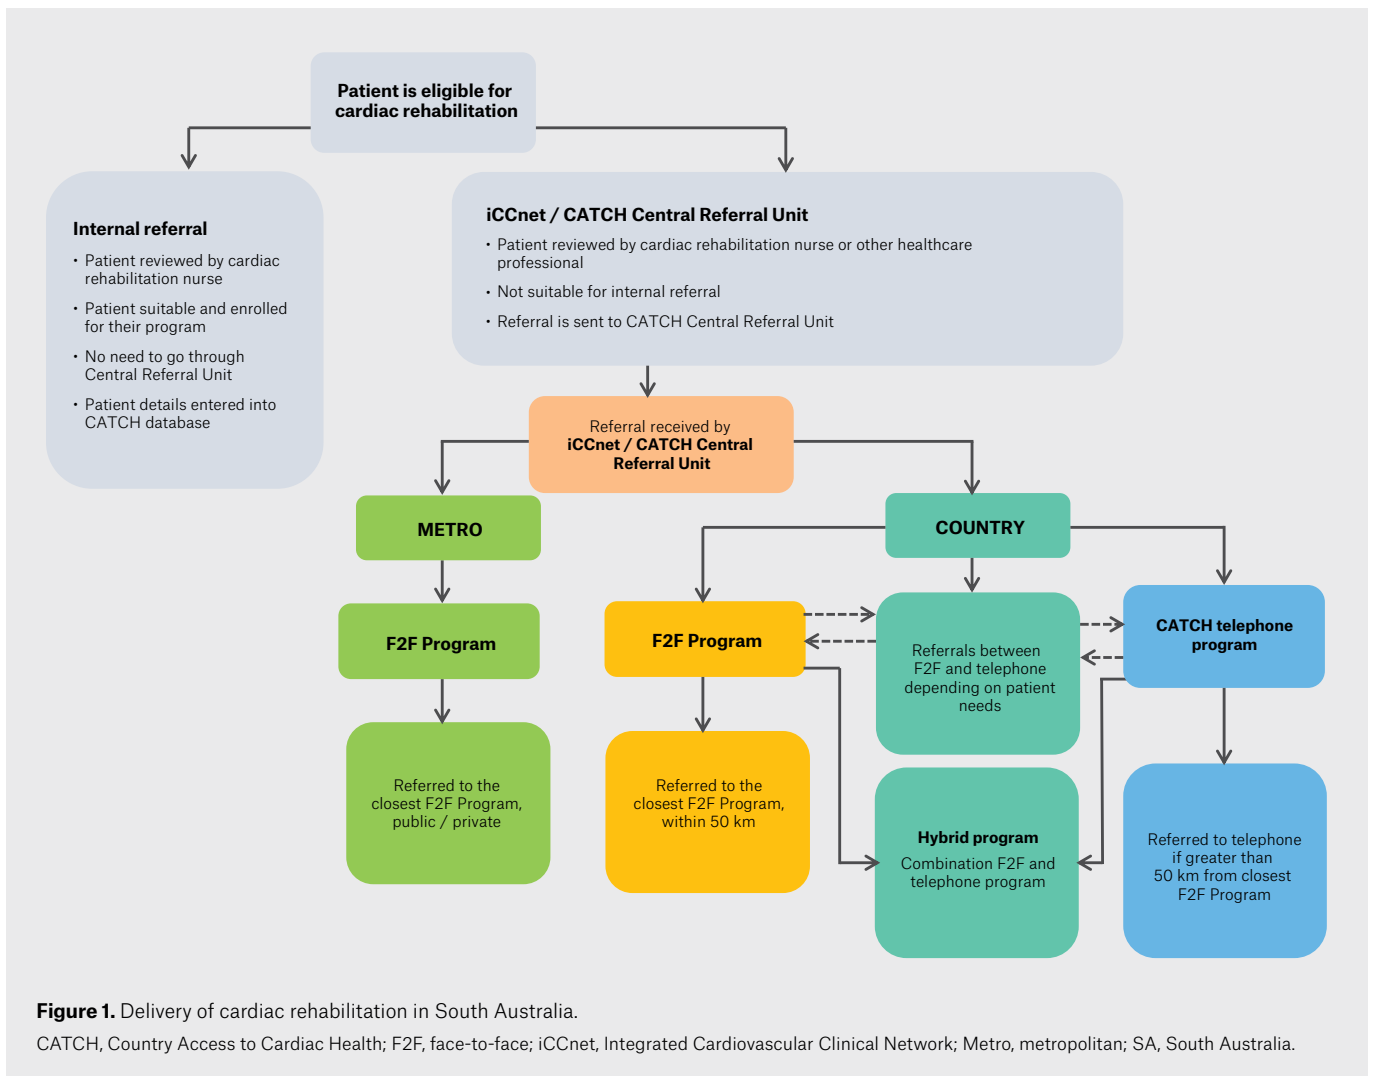 Patient is eligible for
cardiac rehabilitation
Internal referral
• Patient reviewed by cardiac
rehabilitation nurse
• Patient suitable and enrolled
for their program
• No need to go through
Central Referral Unit
• Patient details entered into
CATCH database
iCCnet / CATCH Central Referral Unit
• Patient reviewed by cardiac rehabilitation nurse or other healthcare
professional
• Not suitable for internal referral
• Referral is sent to CATCH Central Referral Unit
Referral received by
iCCnet / CATCH Central
Referral Unit
METRO
COUNTRY
F2F Program
F2F Program
Referrals between
F2F and telephone
depending on patient
needs
CATCH telephone
program
Referred to the
closest F2F Program,
public / private
Referred to the
closest F2F Program,
within 50 km
Hybrid program
Combination F2F and
telephone program
Referred to telephone
if greater than
50 km from closest
F2F Program
Figure 1. Delivery of cardiac rehabilitation in South Australia.
CATCH, Country Access to Cardiac Health; F2F, face-to-face; iCCnet, Integrated Cardiovascular Clinical Network; Metro, metropolitan; SA, South Australia.